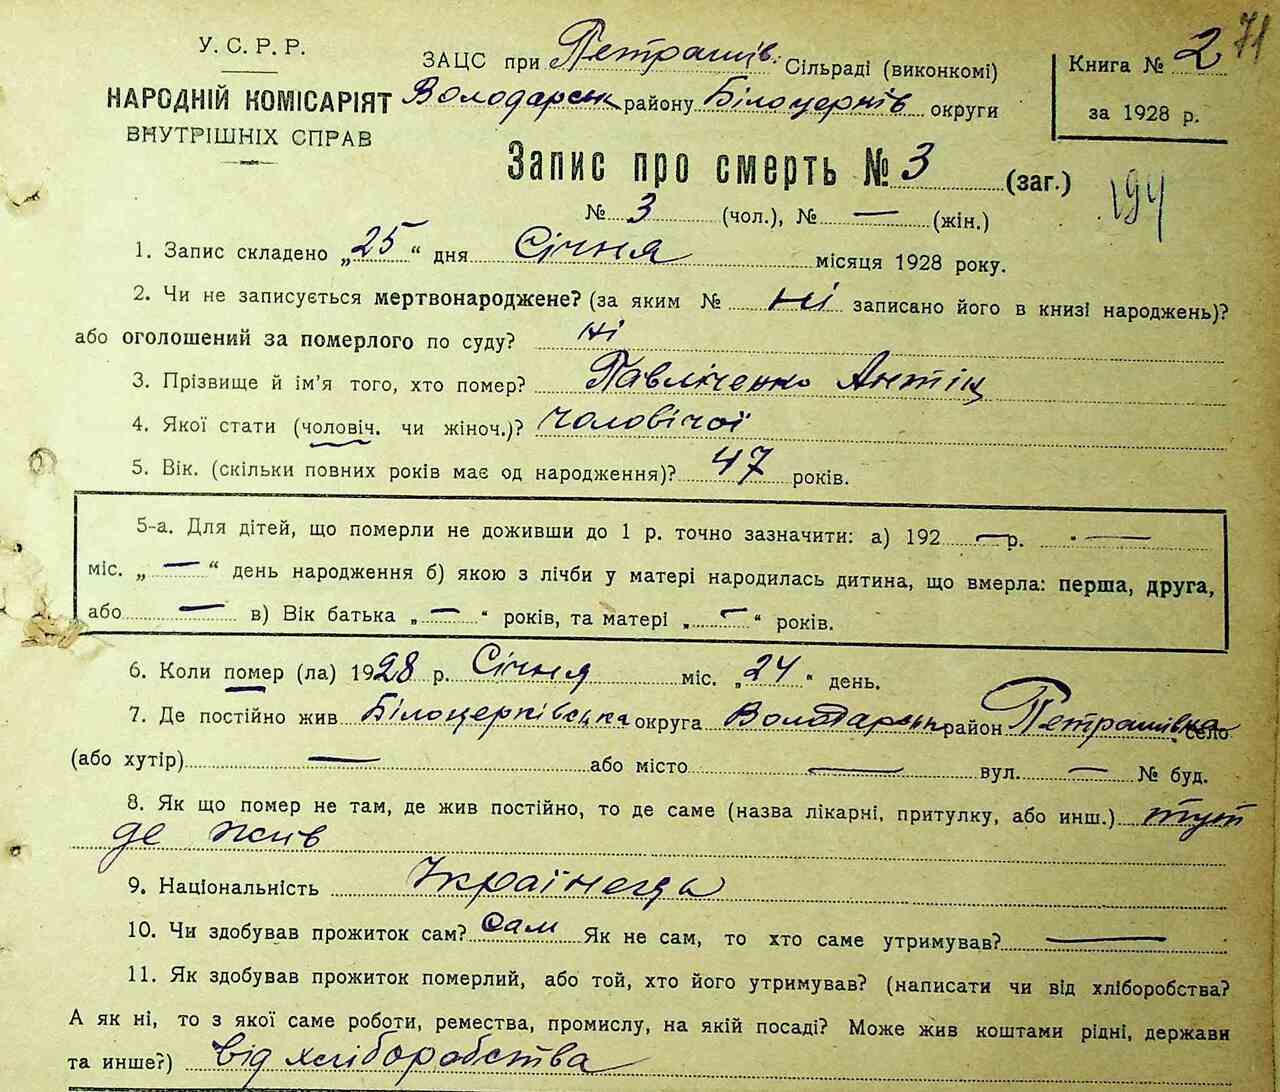 71
У. С. Р. Р.
НАРОДНІЙ КОМІСАРІЯТ
ВНУТРІШНІХ СПРАВ
ЗАЦС при Петрашів. Сільраді (виконкомі)
Володарськ району Білоцерків округи
Книга № 2
за 1928 р.
Запис про смерть № 3 (заг.)
194
№ 3 (чол.), № — (жін.)
1. Запис складено „25“ дня Січня місяця 1928 року.
2. Чи не записується мертвонароджене? (за яким № ні записано його в книзі народжень)?
або оголошений за померлого по суду? ні
3. Прізвище й ім'я того, хто помер? Павліченко Антін
4. Якої стати (чоловіч. чи жіноч.)? чоловічої
5. Вік. (скільки повних років має од народження)? 47 років.
5-а. Для дітей, що померли не доживши до 1 р. точно зазначити: а) 192 — р. —
міс. „—“ день народження б) якою з лічби у матері народилась дитина, що вмерла: перша, друга,
або — в) Вік батька „—“ років, та матері „—“ років.
6. Коли помер (ла) 1928 р. Січня міс. „24“ день.
7. Де постійно жив Білоцерківська округа Володарськ район Петрашівка село
(або хутір) — або місто — вул. — № буд.
8. Як що помер не там, де жив постійно, то де саме (назва лікарні, притулку, або инш.) тут
де жив
9. Національність Українець
10. Чи здобував прожиток сам? сам Як не сам, то хто саме утримував? —
11. Як здобував прожиток померлий, або той, хто його утримував? (написати чи від хліборобства?
А як ні, то з якої саме роботи, ремества, промислу, на якій посаді? Може жив коштами рідні, держави
та инше?) від хліборобства